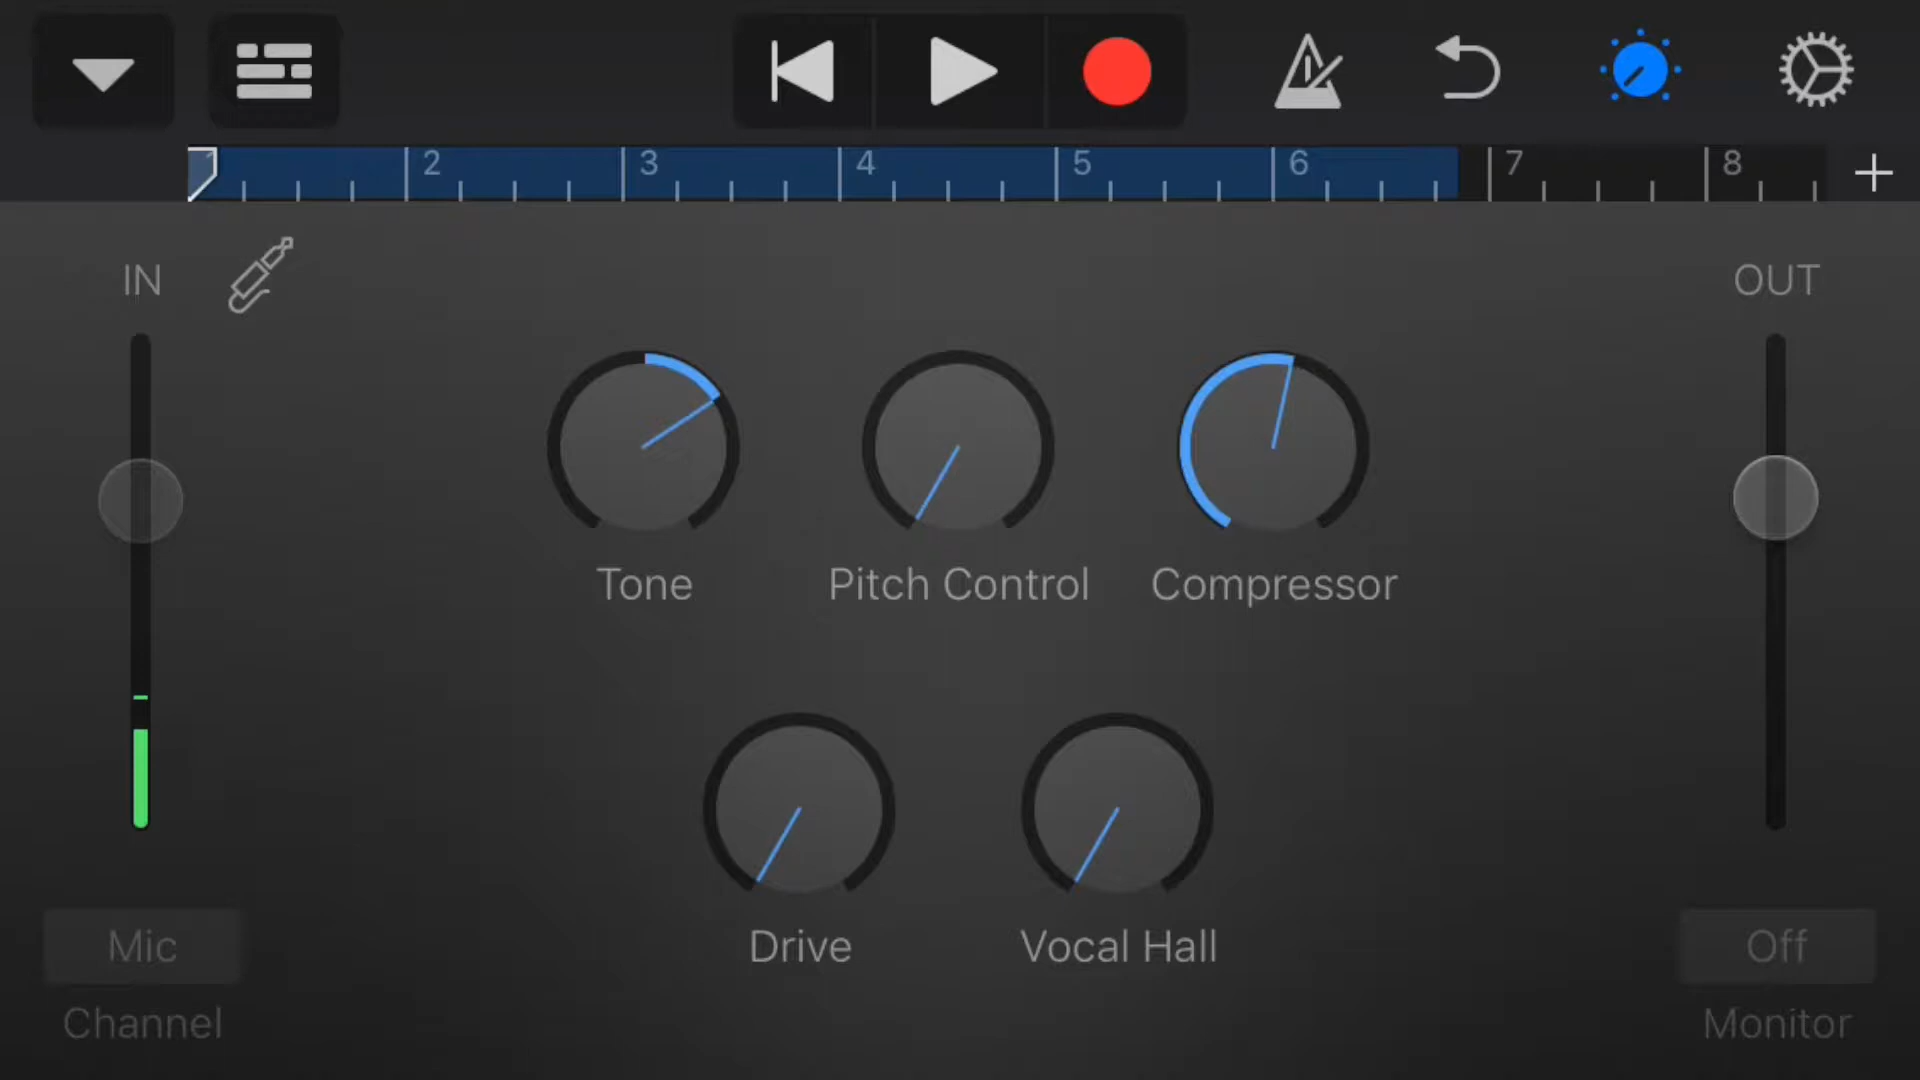 2 3 4 5 6 7 8
IN
OUT
Tone
Pitch Control
Compressor
Drive
Vocal Hall
Mic
Off
Channel
Monitor